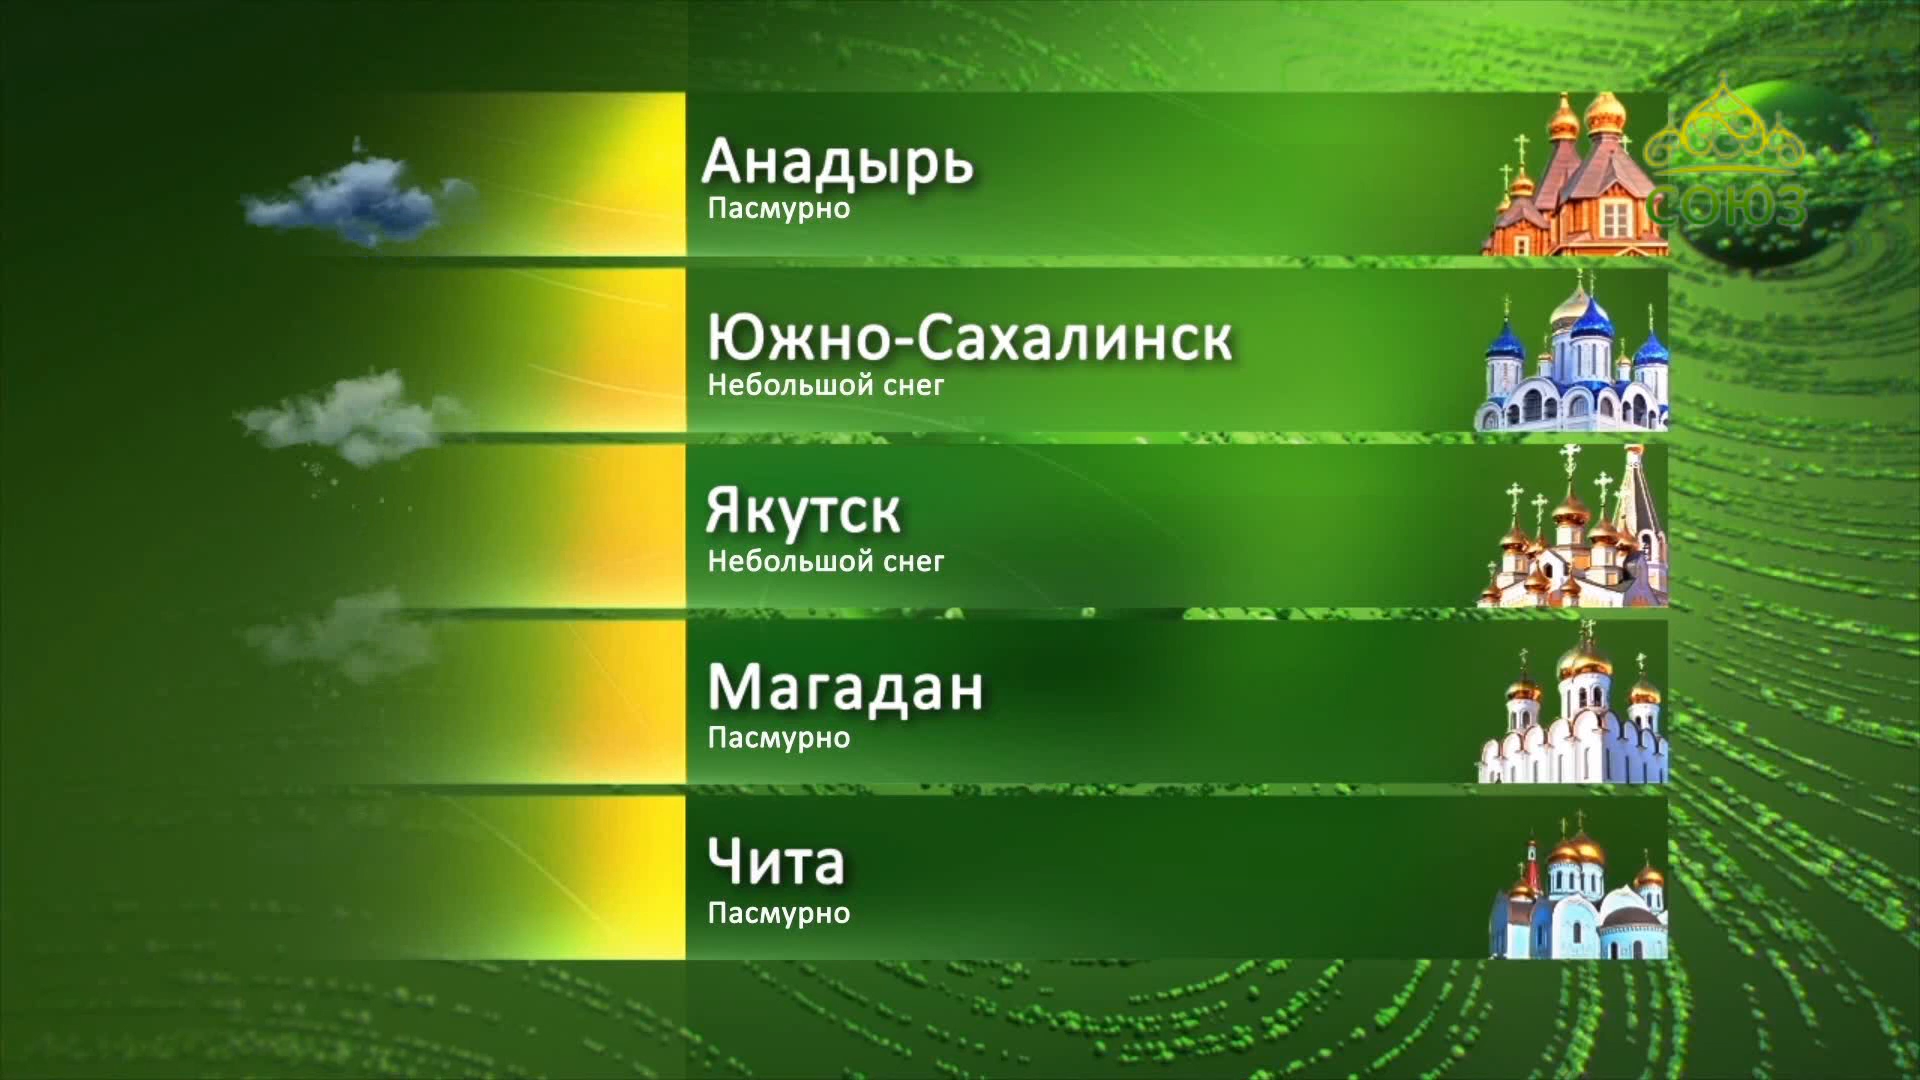 Анадырь
Пасмурно
СОЮЗ
Южно-Сахалинск
Небольшой снег
Якутск
Небольшой снег
Магадан
Пасмурно
Чита
Пасмурно